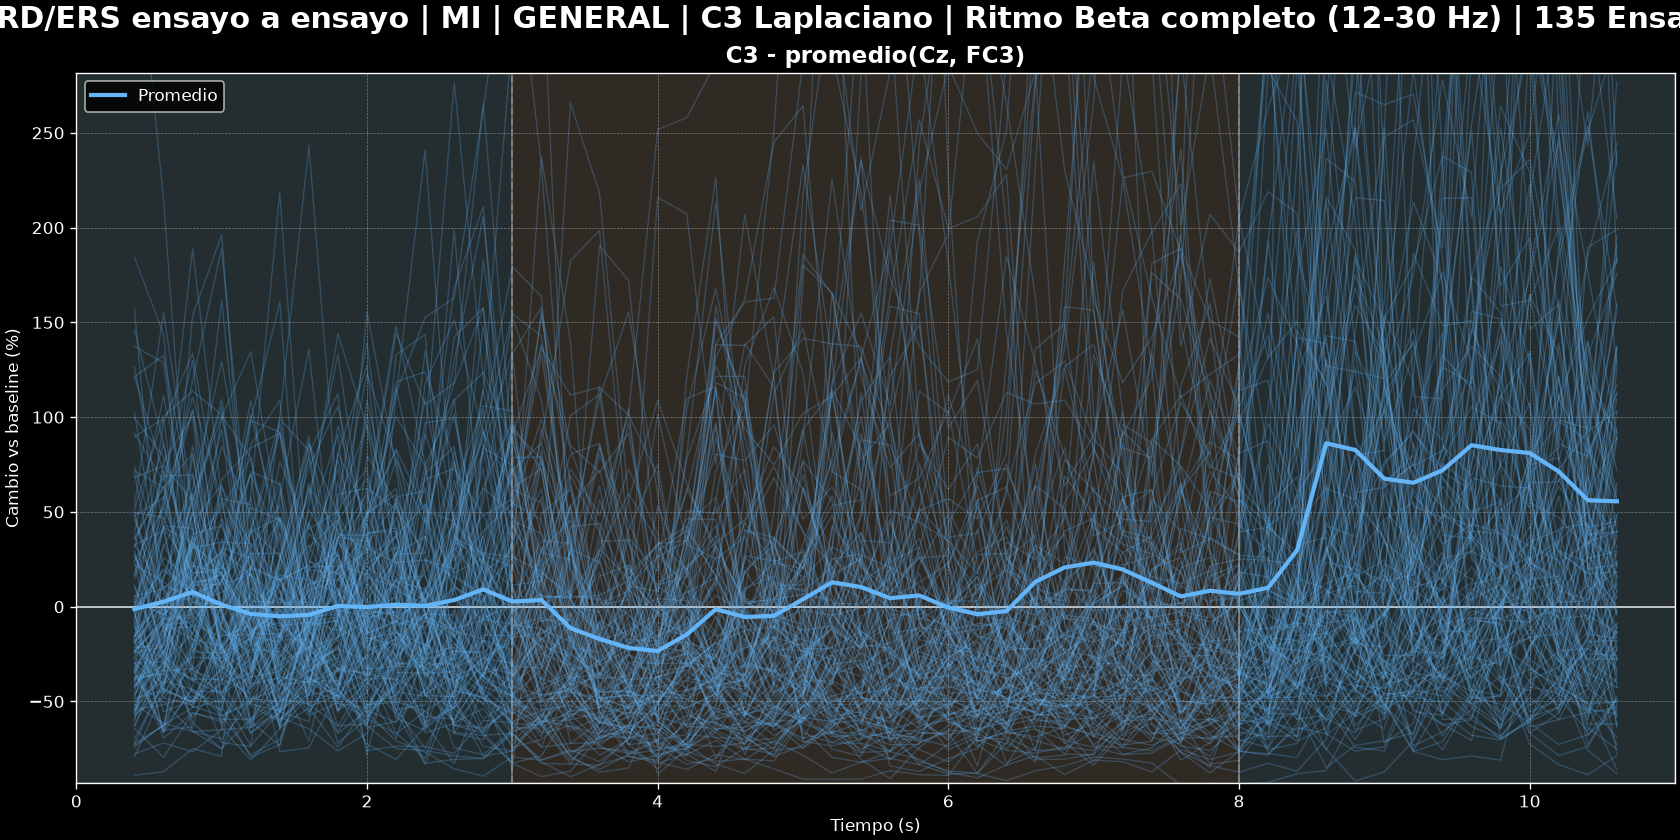 RD/ERS ensayo a ensayo | MI | GENERAL | C3 Laplaciano | Ritmo Beta completo (12-30 Hz) | 135 Ensa
C3 - promedio(Cz, FC3)
Promedio
Cambio vs baseline (%)
250
200
150
100
50
0
−50
0 2 4 6 8 10
Tiempo (s)